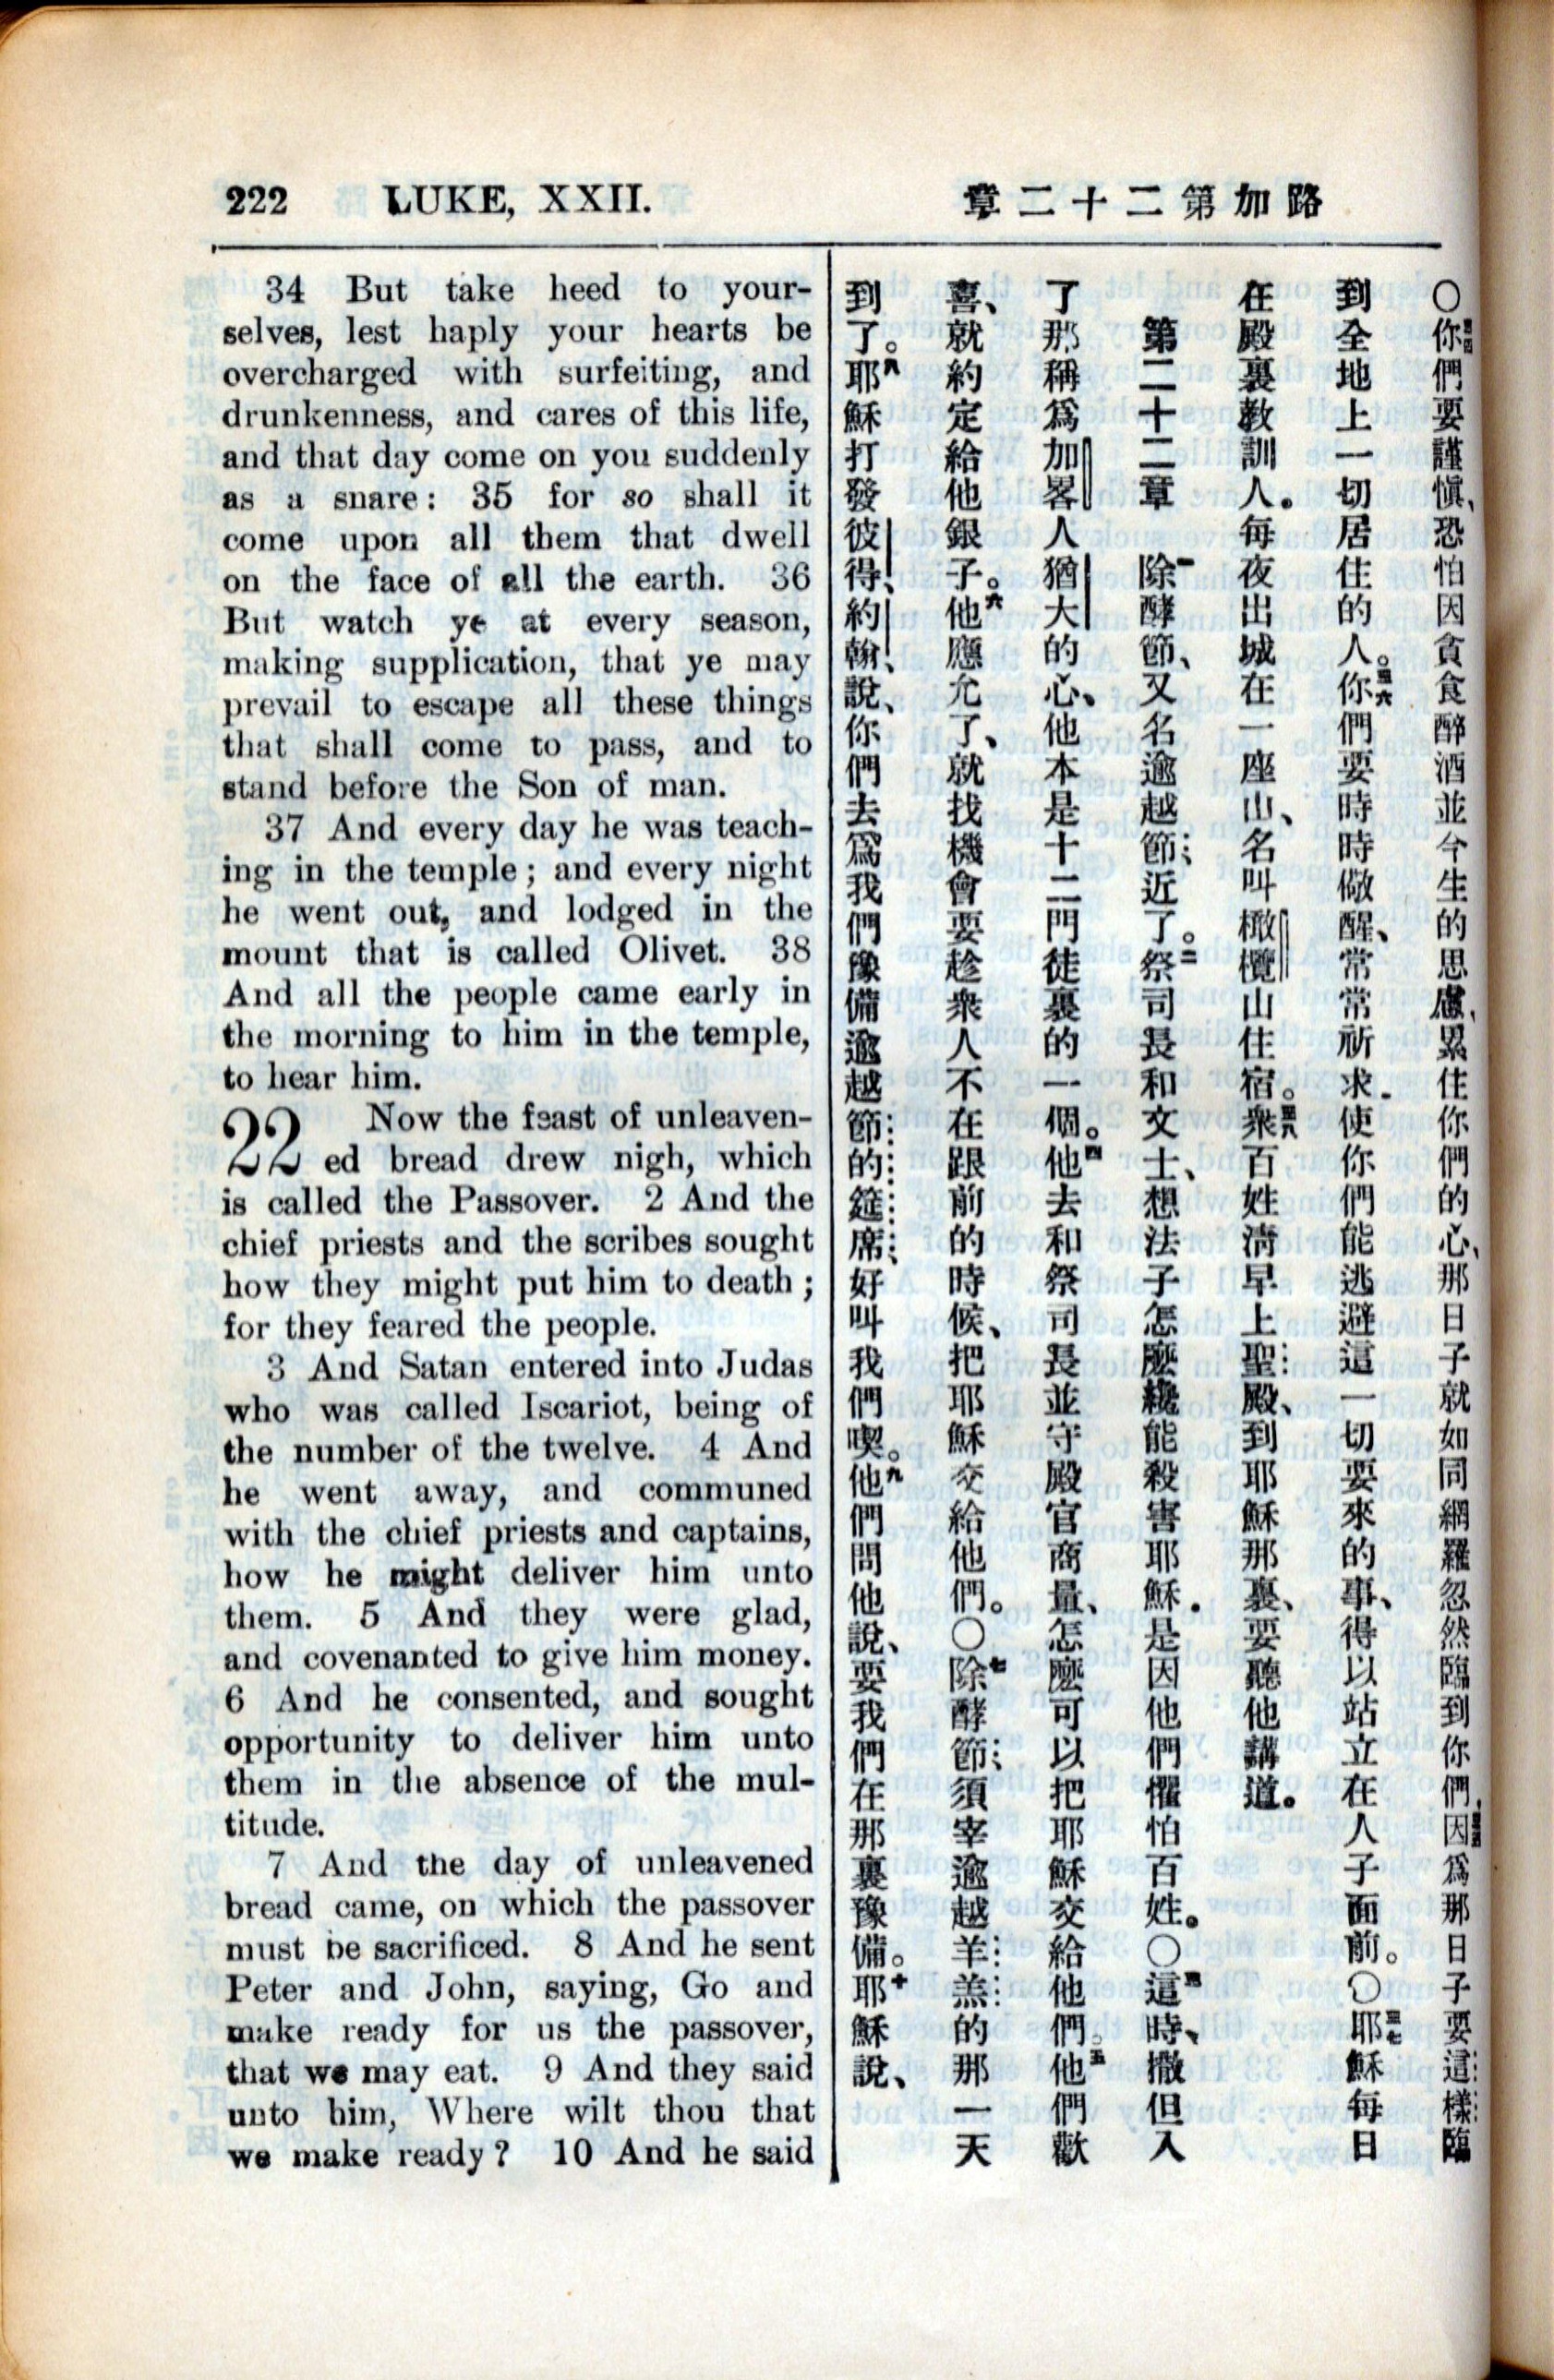 222 LUKE, XXII.
章二十二第加路
34 But take heed to your-
selves, lest haply your hearts be
overcharged with surfeiting, and
drunkenness, and cares of this life,
and that day come on you suddenly
as a snare: 35 for so shall it
come upon all them that dwell
on the face of all the earth. 36
But watch ye at every season,
making supplication, that ye may
prevail to escape all these things
that shall come to pass, and to
stand before the Son of man.
37 And every day he was teach-
ing in the temple; and every night
he went out, and lodged in the
mount that is called Olivet. 38
And all the people came early in
the morning to him in the temple,
to hear him.
22 Now the feast of unleaven-
ed bread drew nigh, which
is called the Passover. 2 And the
chief priests and the scribes sought
how they might put him to death;
for they feared the people.
3 And Satan entered into Judas
who was called Iscariot, being of
the number of the twelve. 4 And
he went away, and communed
with the chief priests and captains,
how he might deliver him unto
them. 5 And they were glad,
and covenanted to give him money.
6 And he consented, and sought
opportunity to deliver him unto
them in the absence of the mul-
titude.
7 And the day of unleavened
bread came, on which the passover
must be sacrificed. 8 And he sent
Peter and John, saying, Go and
make ready for us the passover,
that we may eat. 9 And they said
unto him, Where wilt thou that
we make ready? 10 And he said
〇你三四們要謹愼、恐怕因貪食醉酒並今生的思慮、累住你們的心、那日子就如同網羅忽然臨到你們、因三五爲那日子要這樣臨
到全地上一切居住的人。你三六們要時時儆醒、常常祈求．使你們能逃避這一切要來的事、得以站立在人子面前。〇耶三七穌每日
在殿裏教訓人。每夜出城在一座山、名叫橄欖山住宿。衆三八百姓淸早上聖殿、到耶穌那裏、要聽他講道。
第二十二章 除一酵節、又名逾越節近了。祭二司長和文士、想法子怎麼纔能殺害耶穌．是因他們懼怕百姓。〇這三時、撒但入
了那稱爲加畧人猶大的心、他本是十二門徒裏的一個。他四去和祭司長並守殿官商量、怎麼可以把耶穌交給他們。他五們歡
喜、就約定給他銀子。他六應允了、就找機會要趁衆人不在跟前的時候、把耶穌交給他們。〇除七酵節須宰逾越羊羔的那一天
到了。耶八穌打發彼得、約翰、說、你們去爲我們豫備逾越節的筵席、好叫我們喫。他九們問他說、要我們在那裏豫備。耶十穌說、